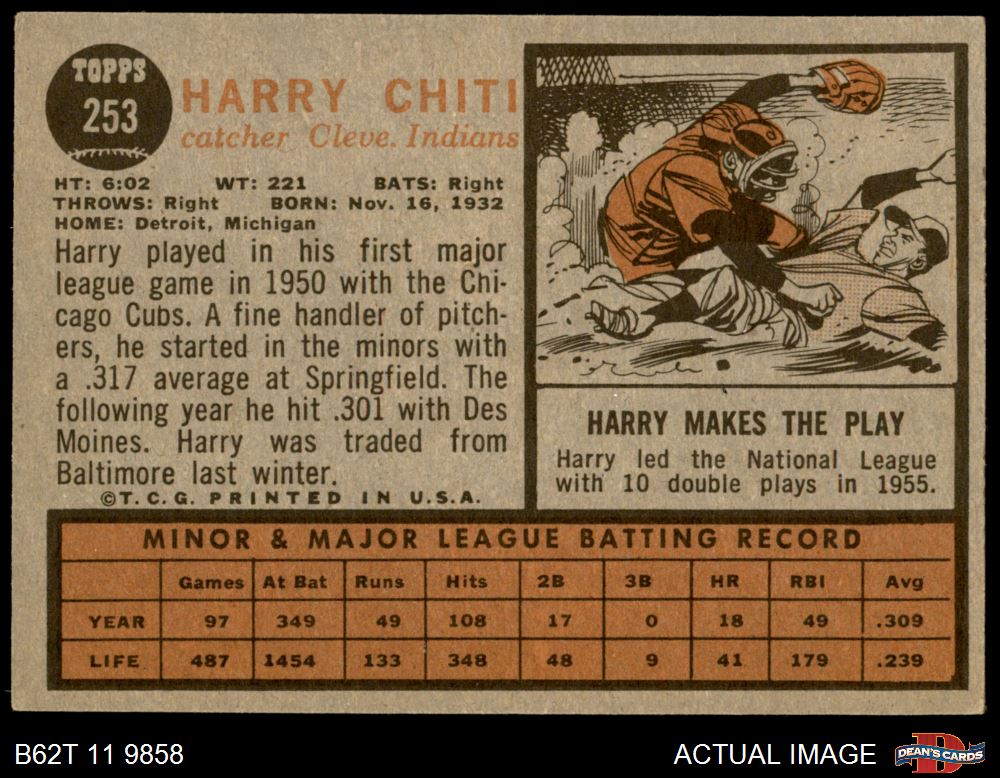 TOPPS
253
HARRY CHITI
catcher Cleve. Indians
HT: 6:02 WT: 221 BATS: Right
THROWS: Right BORN: Nov. 16, 1932
HOME: Detroit, Michigan
Harry played in his first major
league game in 1950 with the Chi-
cago Cubs. A fine handler of pitch-
ers, he started in the minors with
a .317 average at Springfield. The
following year he hit .301 with Des
Moines. Harry was traded from
Baltimore last winter.
©T.C.G. PRINTED IN U.S.A.
HARRY MAKES THE PLAY
Harry led the National League
with 10 double plays in 1955.
MINOR & MAJOR LEAGUE BATTING RECORD
Games At Bat Runs Hits 2B 3B HR RBI Avg
YEAR 97 349 49 108 17 0 18 49 .309
LIFE 487 1454 133 348 48 9 41 179 .239
B62T 11 9858 ACTUAL IMAGE DEAN'S CARDS